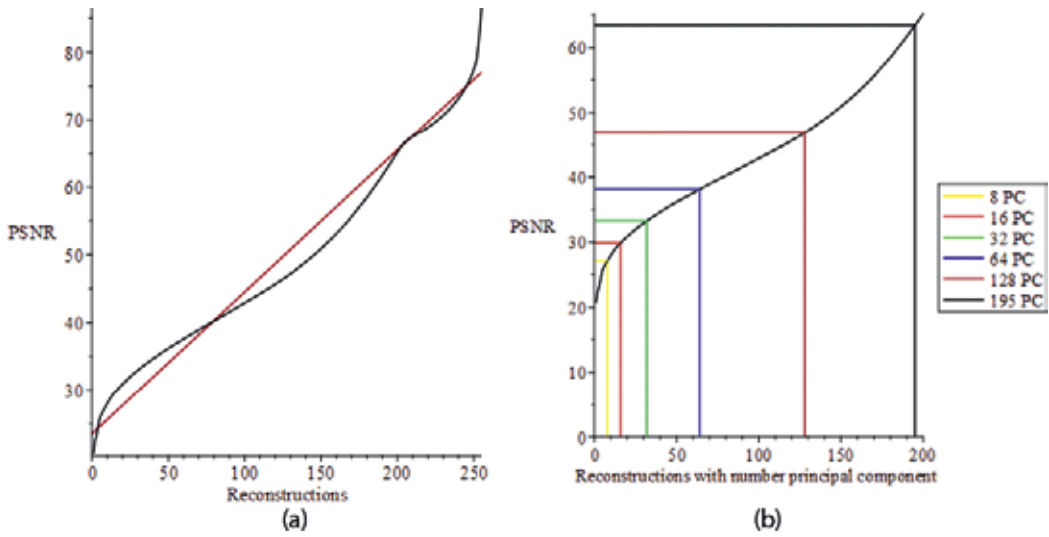 80
70
60
PSNR
50
40
30
0 50 100 150 200 250
Reconstructions
(a)
60
50
40
PSNR
30
20
10
0
0 50 100 150 200
Reconstructions with number principal component
(b)
8 PC
16 PC
32 PC
64 PC
128 PC
195 PC